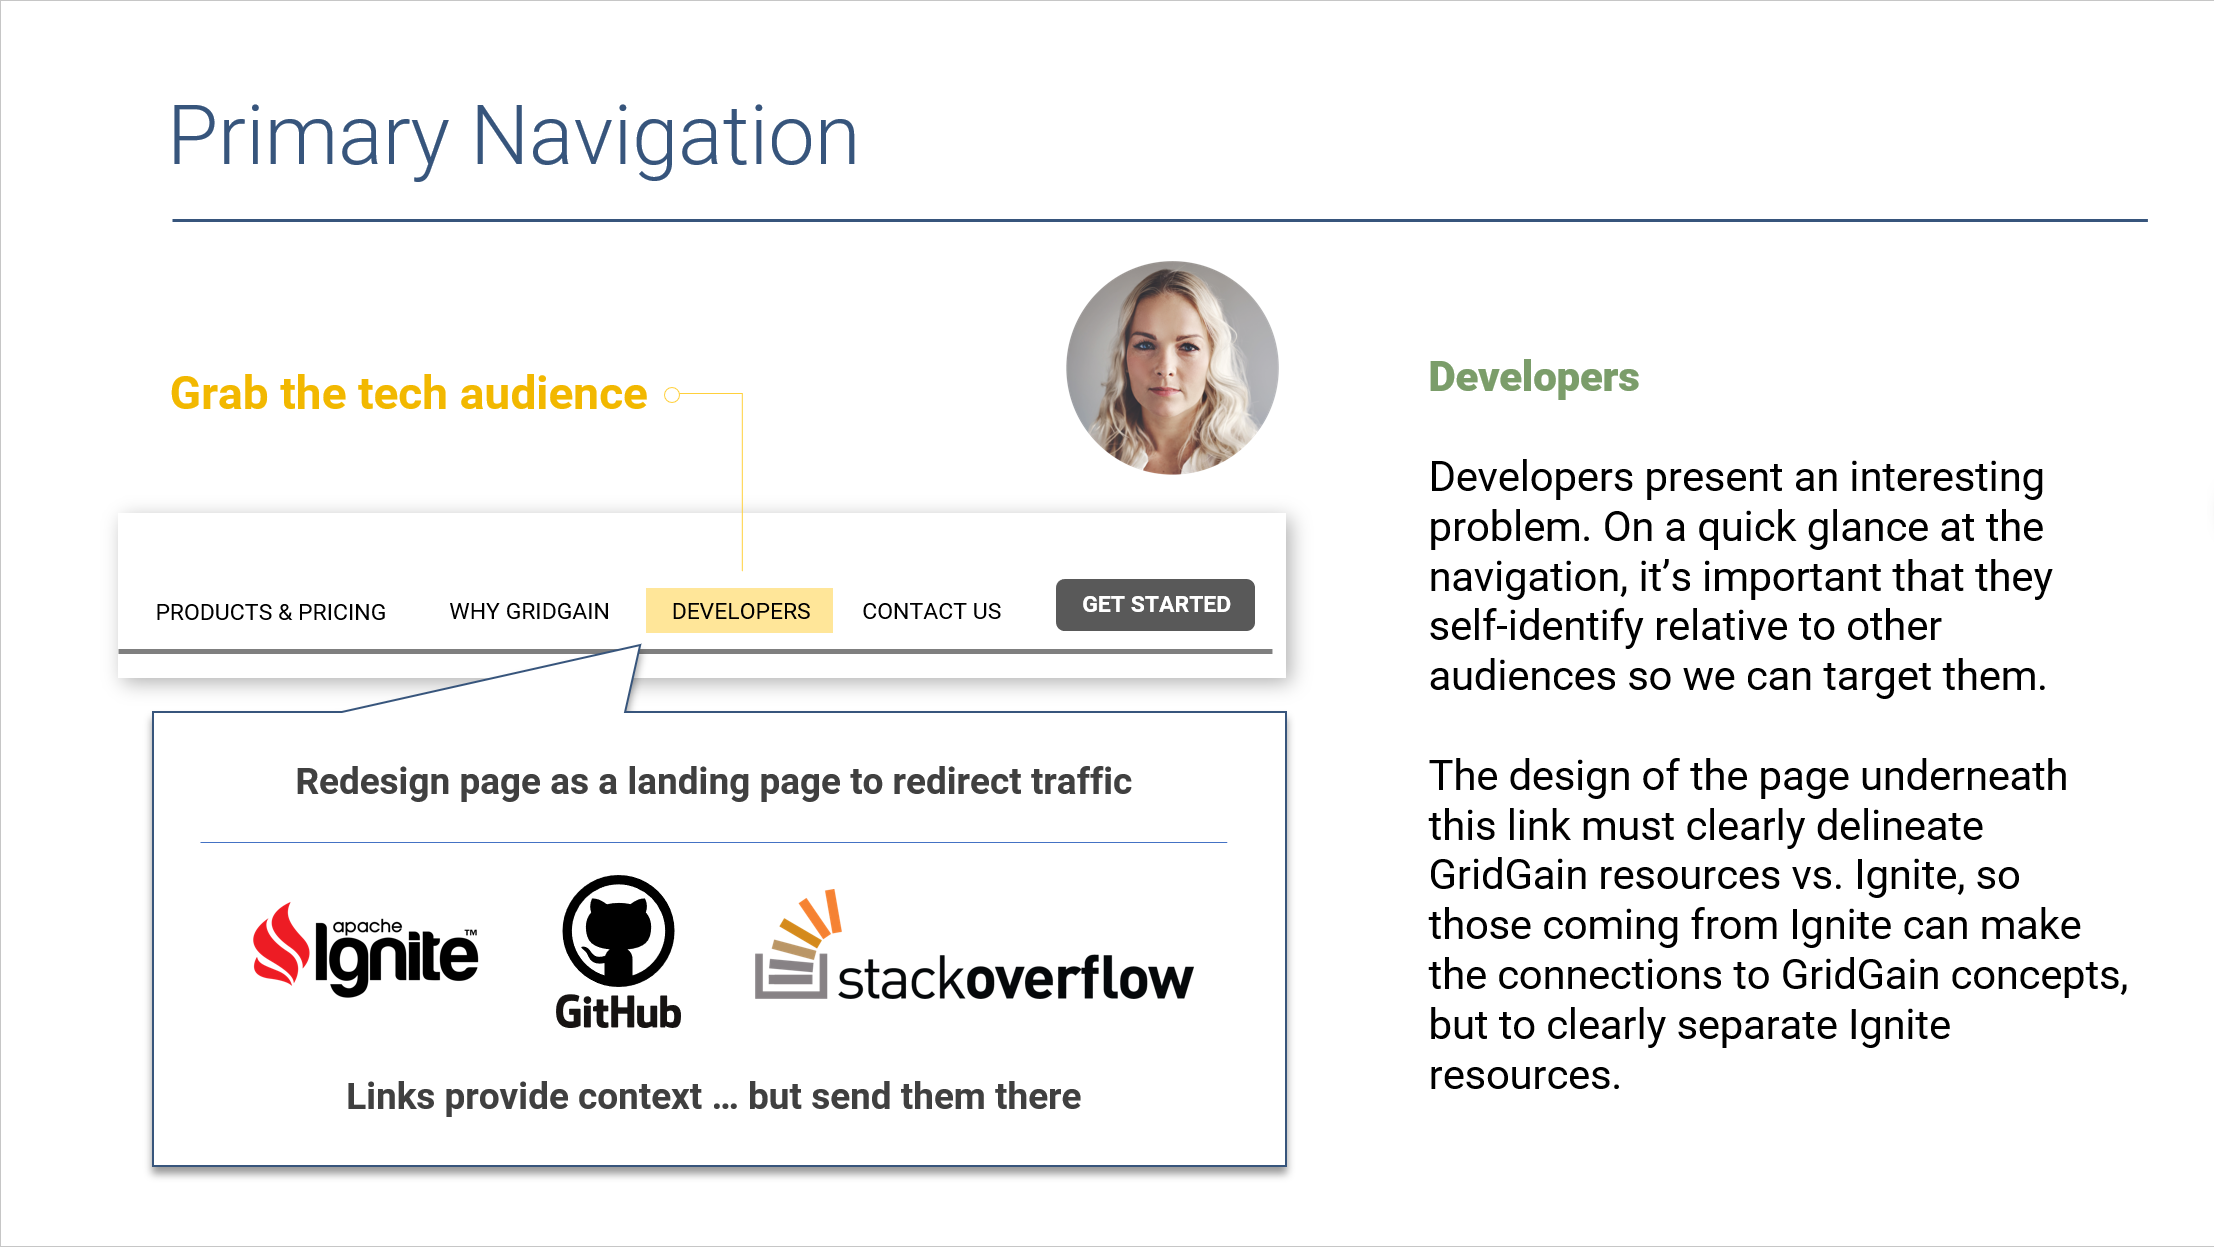 Primary Navigation
Grab the tech audience
PRODUCTS & PRICING
WHY GRIDGAIN
DEVELOPERS
CONTACT US
GET STARTED
Redesign page as a landing page to redirect traffic
apache
Ignite™
GitHub
stackoverflow
Links provide context … but send them there
Developers
Developers present an interesting
problem. On a quick glance at the
navigation, it’s important that they
self-identify relative to other
audiences so we can target them.
The design of the page underneath
this link must clearly delineate
GridGain resources vs. Ignite, so
those coming from Ignite can make
the connections to GridGain concepts,
but to clearly separate Ignite
resources.